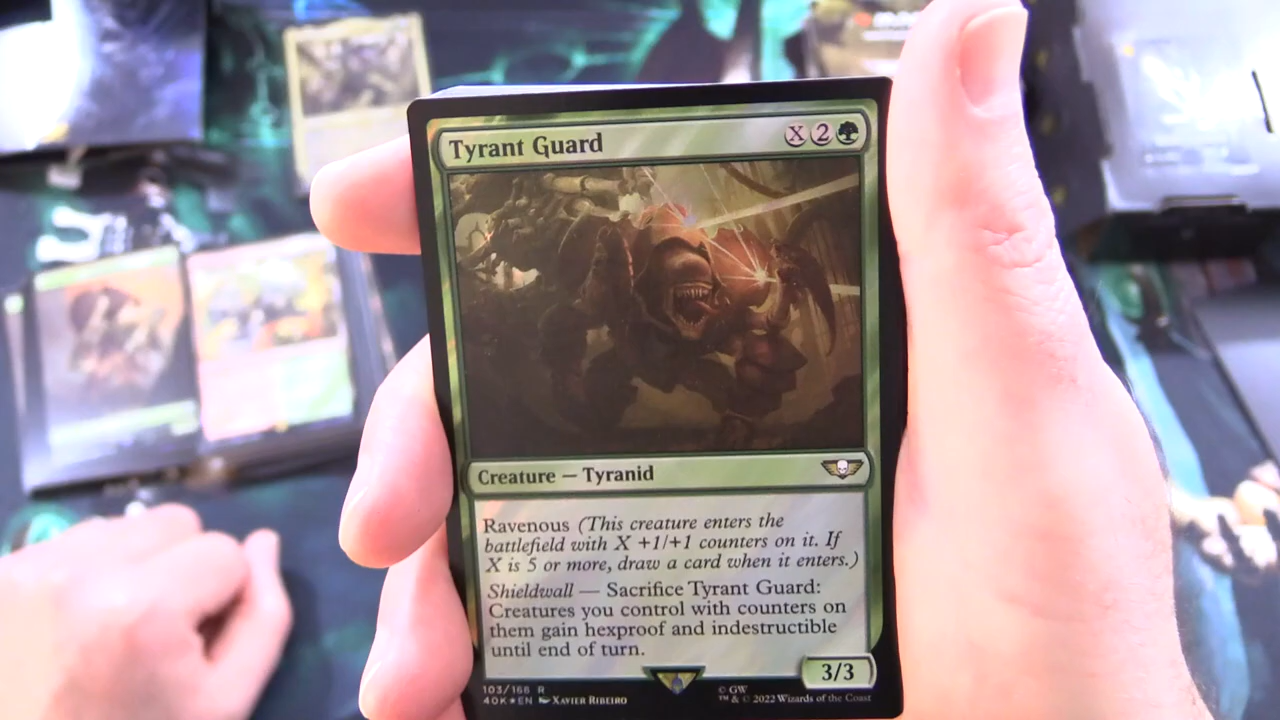 Tyrant Guard X 2
Creature — Tyranid
Ravenous (This creature enters the
battlefield with X +1/+1 counters on it. If
X is 5 or more, draw a card when it enters.)
Shieldwall — Sacrifice Tyrant Guard:
Creatures you control with counters on
them gain hexproof and indestructible
until end of turn.
3/3
103/168 R
40K★EN Xavier Ribeiro
© GW
™ & © 2022 Wizards of the Coast